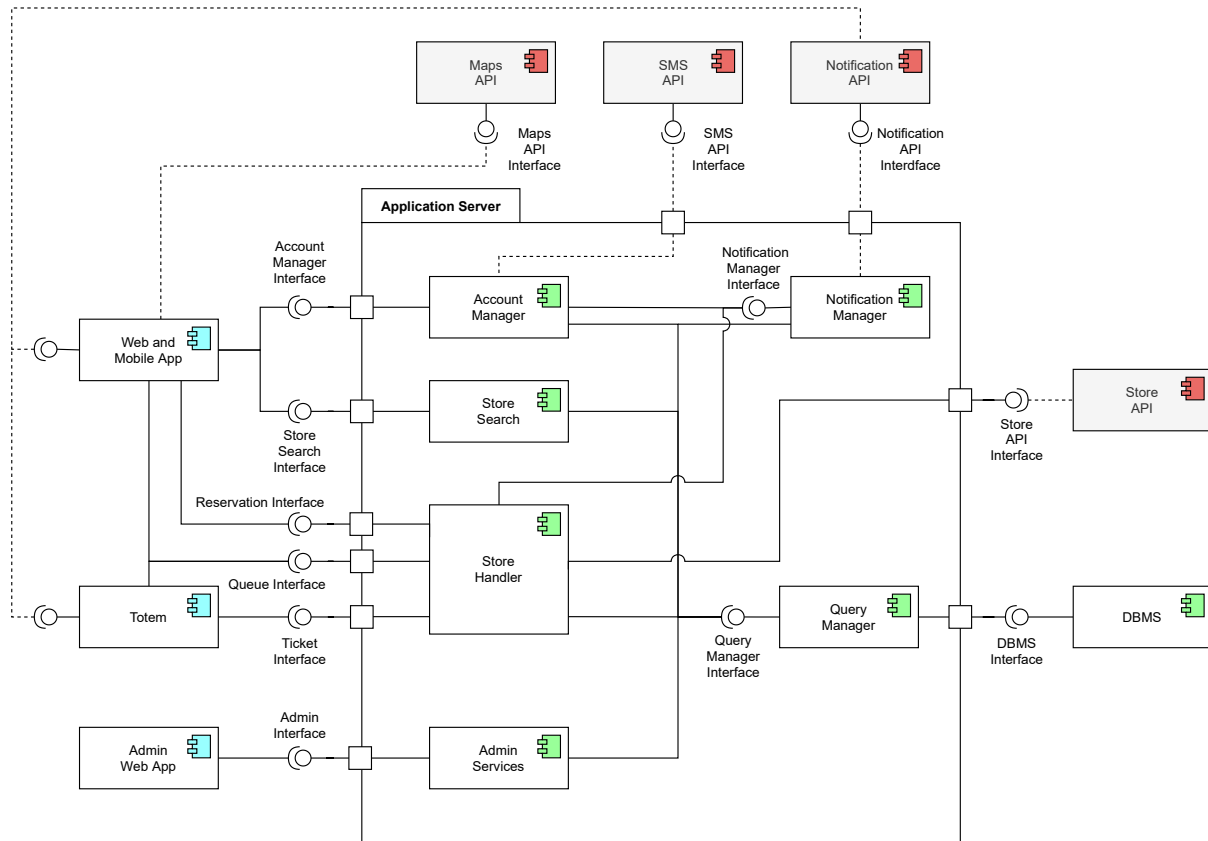 Maps
API
SMS
API
Notification
API
Maps
API
Interface
SMS
API
Interface
Notification
API
Interdface
Application Server
Account
Manager
Interface
Notification
Manager
Interface
Account
Manager
Notification
Manager
Web and
Mobile App
Store
Search
Store
API
Store
Search
Interface
Store
API
Interface
Reservation Interface
Store
Handler
Queue Interface
Totem
Query
Manager
DBMS
Ticket
Interface
Query
Manager
Interface
DBMS
Interface
Admin
Interface
Admin
Web App
Admin
Services